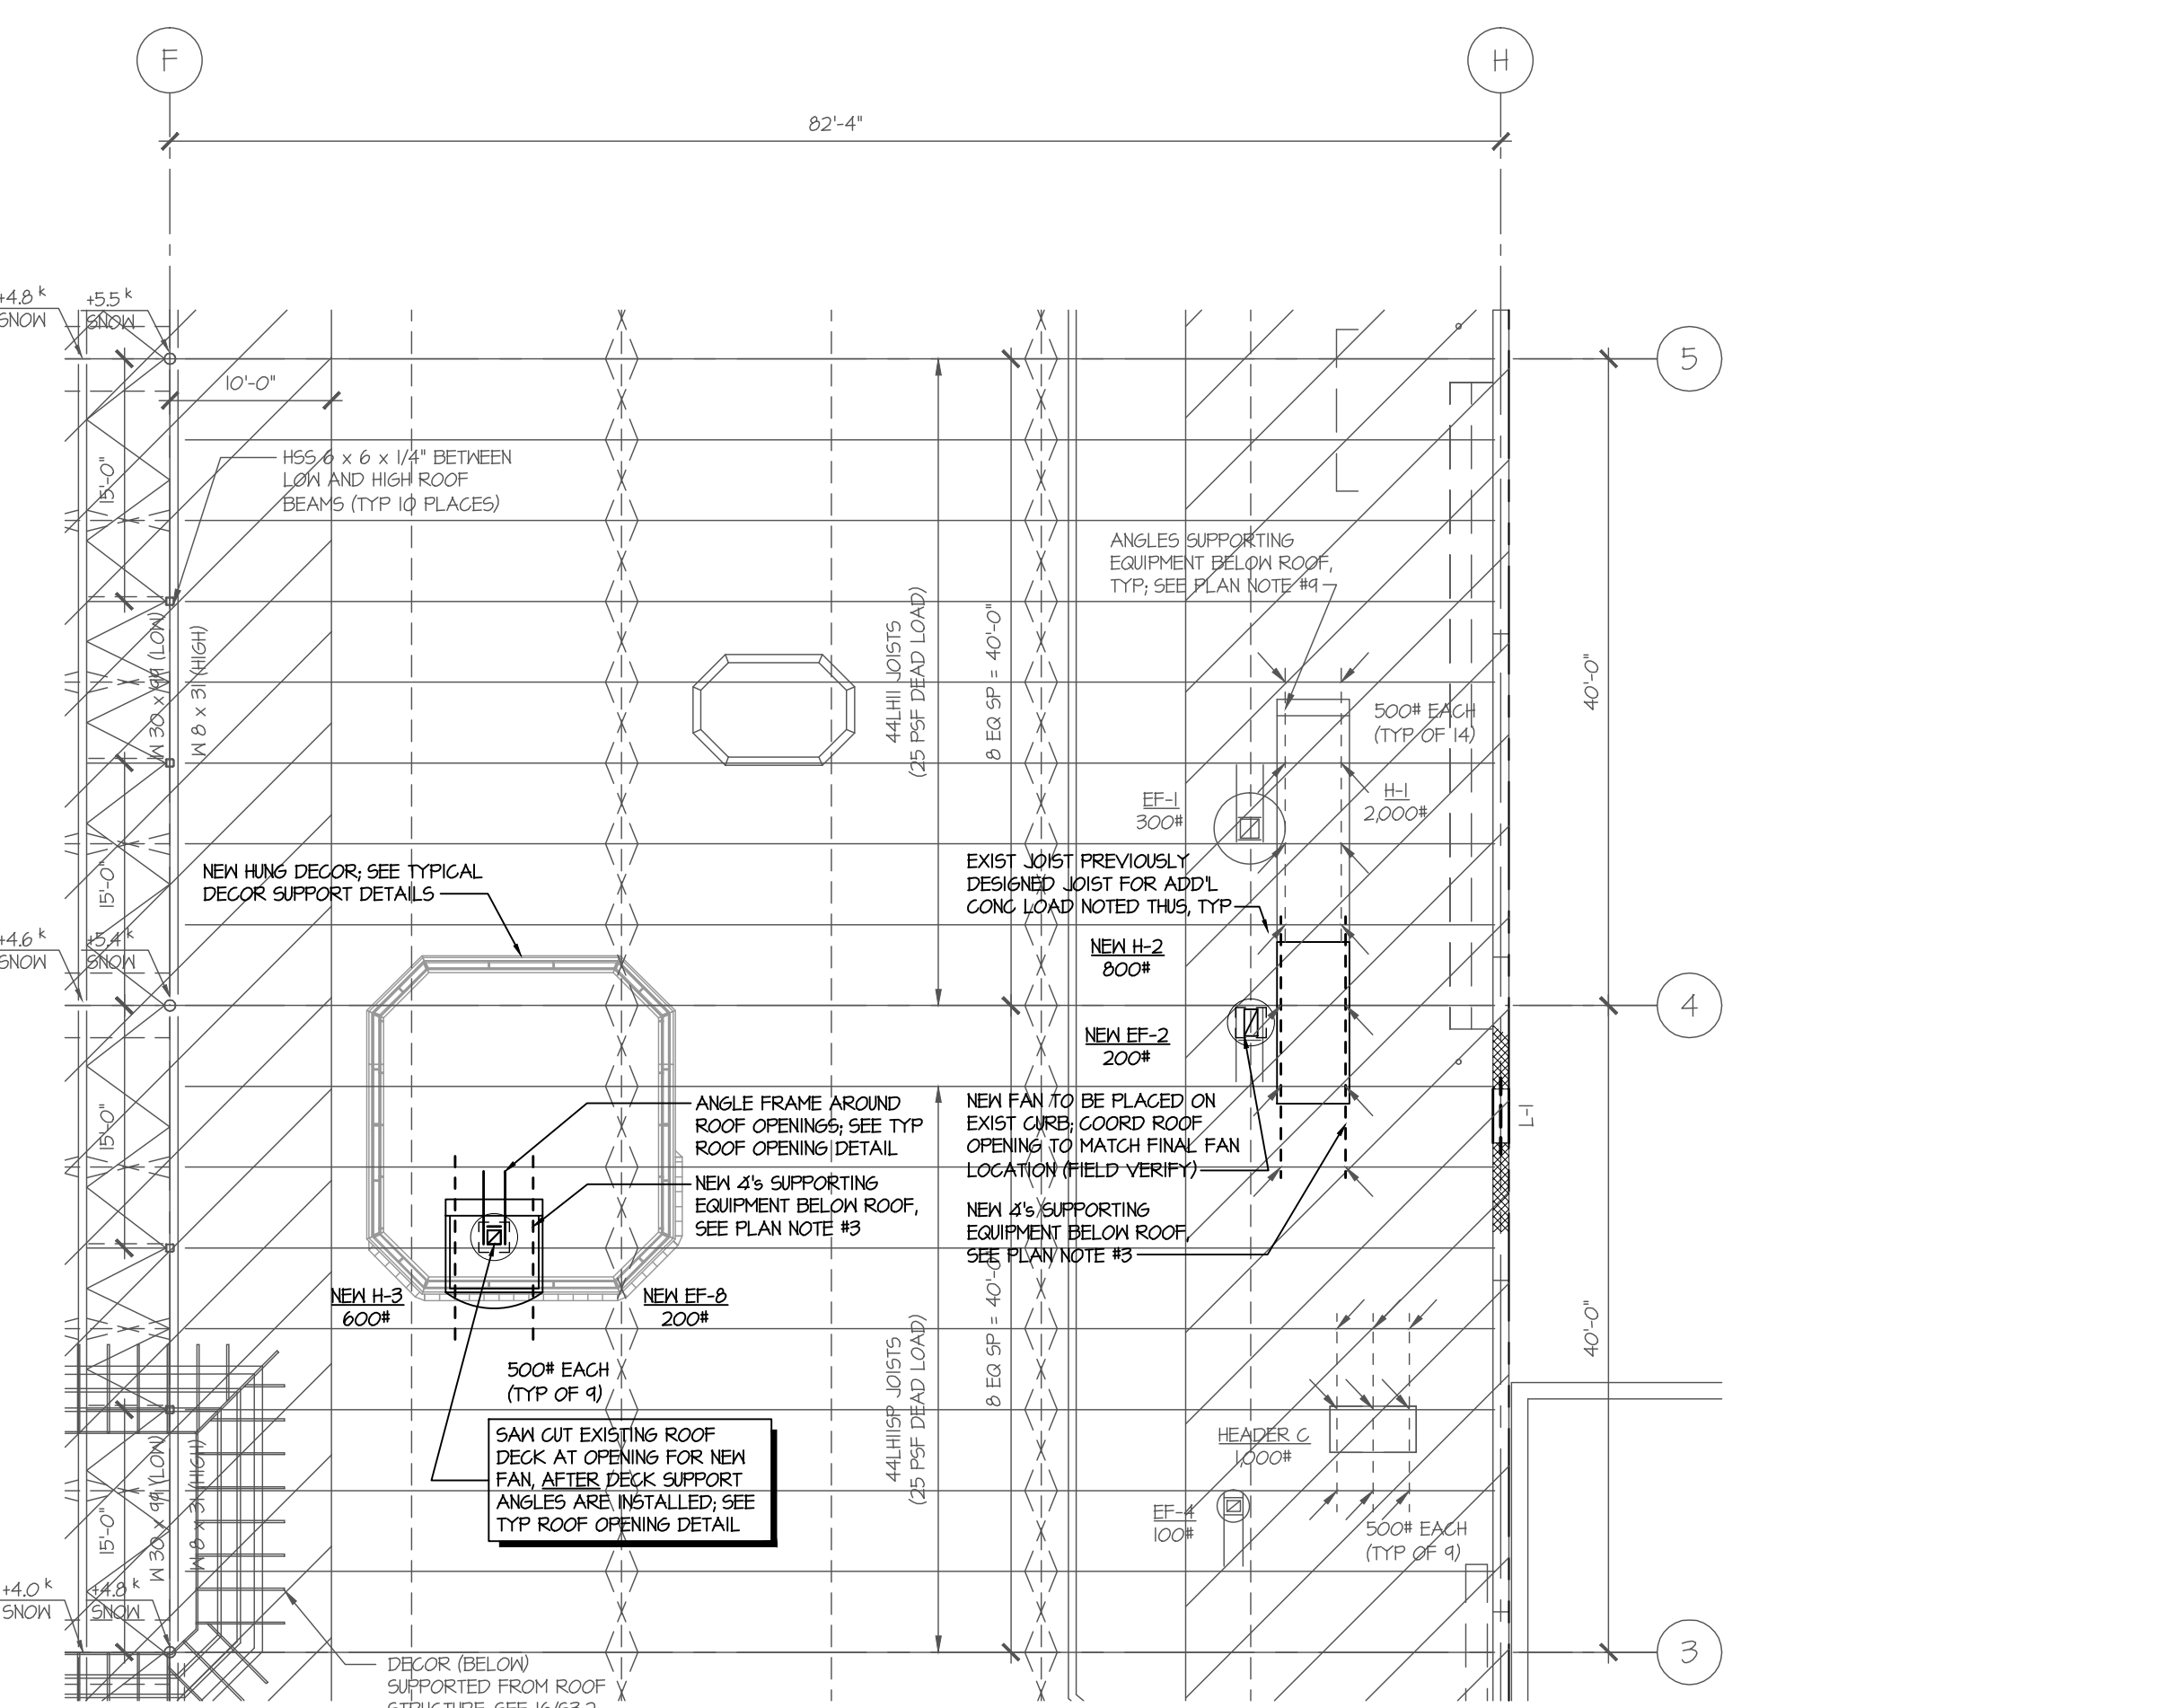 F
H
82'-4"
+4.8 k
SNOW
+5.5 k
SNOW
5
10'-0"
15'-0"
HSS 6 x 6 x 1/4" BETWEEN
LOW AND HIGH ROOF
BEAMS (TYP 10 PLACES)
ANGLES SUPPORTING
EQUIPMENT BELOW ROOF,
TYP; SEE PLAN NOTE #9
W 30 x 99 (LOW)
W 8 x 31 (HIGH)
44LH11 JOISTS
(25 PSF DEAD LOAD)
8 EQ SP = 40'-0"
40'-0"
500# EACH
(TYP OF 14)
EF-1
300#
H-1
2,000#
15'-0"
NEW HUNG DECOR; SEE TYPICAL
DECOR SUPPORT DETAILS
EXIST JOIST PREVIOUSLY
DESIGNED JOIST FOR ADD'L
CONC LOAD NOTED THUS, TYP
+4.6 k
SNOW
+5.4 k
SNOW
NEW H-2
800#
4
NEW EF-2
200#
15'-0"
ANGLE FRAME AROUND
ROOF OPENINGS; SEE TYP
ROOF OPENING DETAIL
NEW FAN TO BE PLACED ON
EXIST CURB; COORD ROOF
OPENING TO MATCH FINAL FAN
LOCATION (FIELD VERIFY)
L-1
NEW ∡'s SUPPORTING
EQUIPMENT BELOW ROOF,
SEE PLAN NOTE #3
NEW ∡'s SUPPORTING
EQUIPMENT BELOW ROOF,
SEE PLAN NOTE #3
NEW H-3
600#
NEW EF-8
200#
8 EQ SP = 40'-0"
40'-0"
500# EACH
(TYP OF 9)
44LH11SP JOISTS
(25 PSF DEAD LOAD)
SAW CUT EXISTING ROOF
DECK AT OPENING FOR NEW
FAN, AFTER DECK SUPPORT
ANGLES ARE INSTALLED; SEE
TYP ROOF OPENING DETAIL
HEADER C
1,000#
EF-4
100#
500# EACH
(TYP OF 9)
W 30 x 99 (LOW)
W 8 x 31 (HIGH)
15'-0"
+4.0 k
SNOW
+4.8 k
SNOW
3
DECOR (BELOW)
SUPPORTED FROM ROOF
STRUCTURE, SEE 16/S3.2